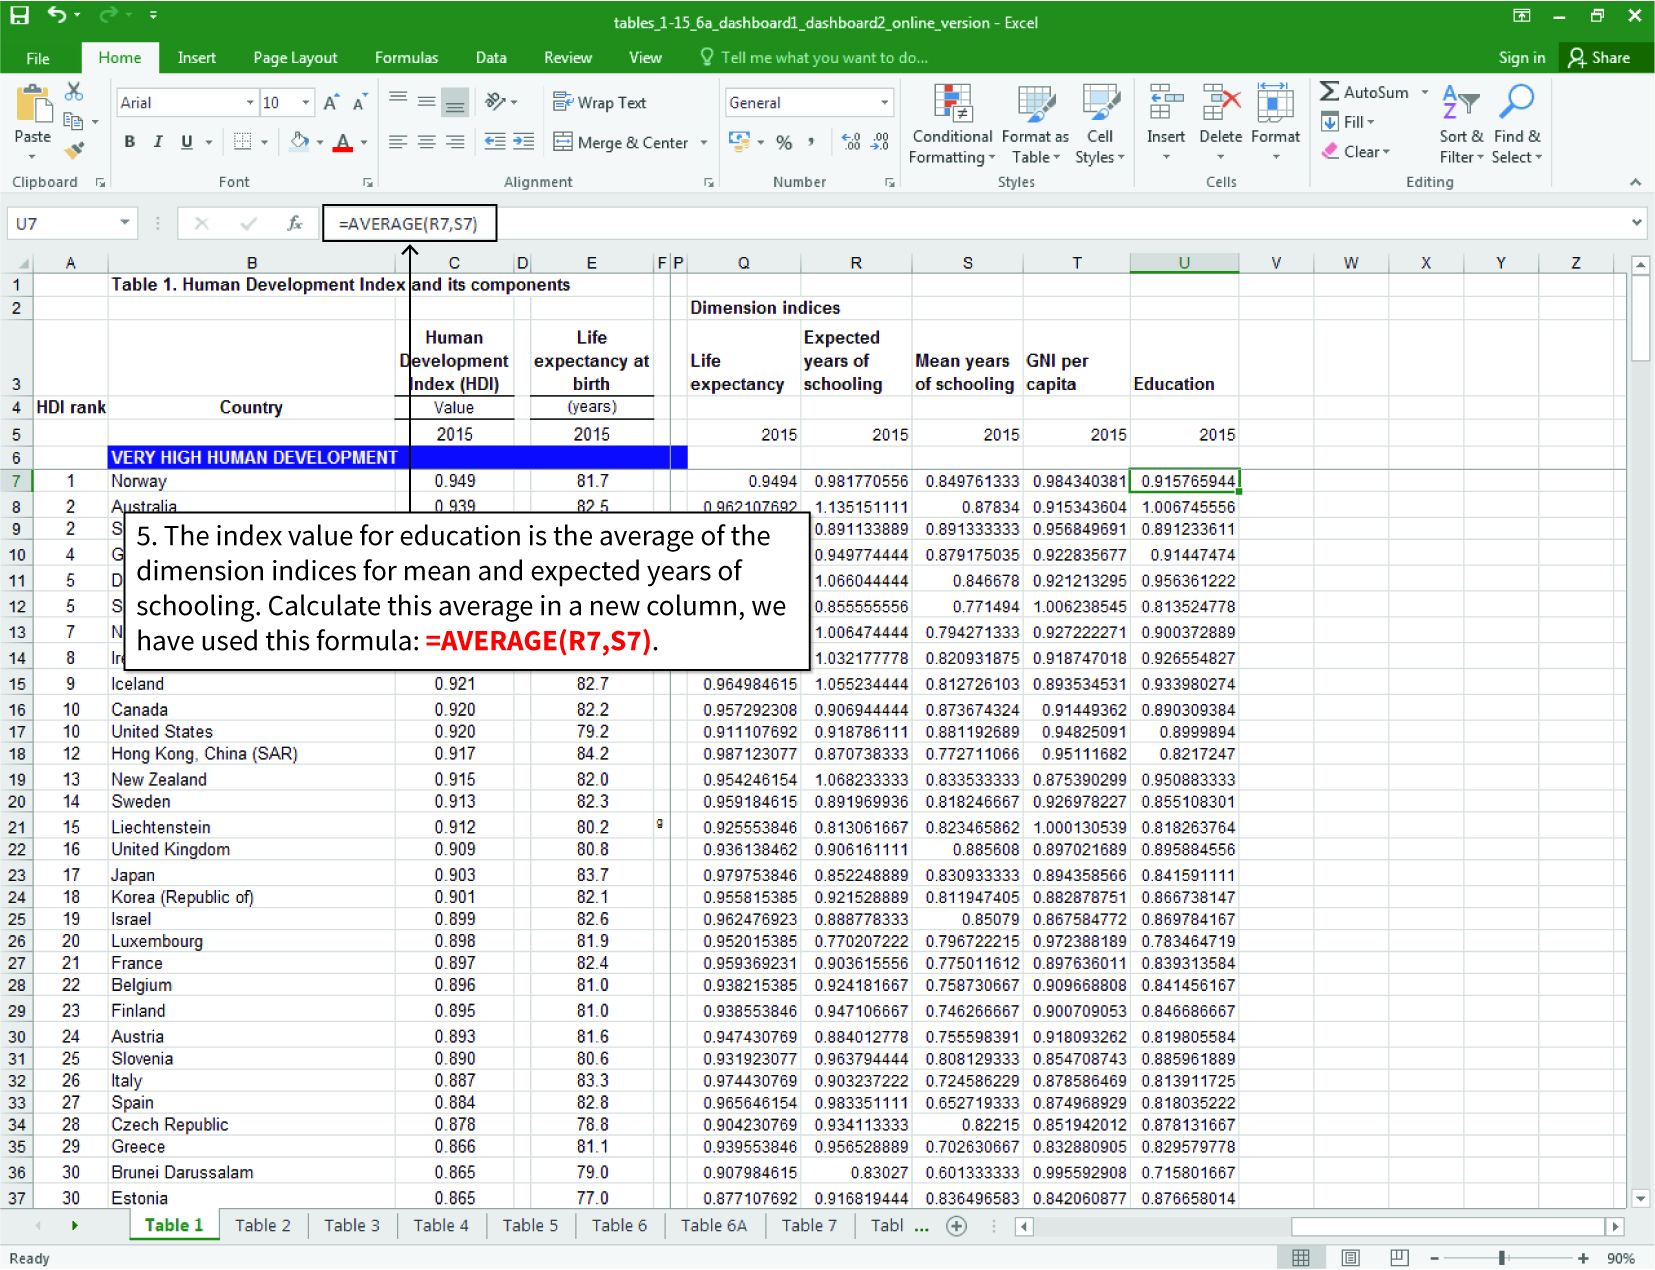 tables_1-15_6a_dashboard1_dashboard2_online_version - Excel
File Home Insert Page Layout Formulas Data Review View Tell me what you want to do... Sign in Share
Paste Arial 10 A A Wrap Text General Conditional Formatting Format as Table Cell Styles Insert Delete Format AutoSum Fill Clear Sort & Filter Find & Select
B I U A Merge & Center % ,
Clipboard Font Alignment Number Styles Cells Editing
U7 fx =AVERAGE(R7,S7)
A B C D E F P Q R S T U V W X Y Z
1 Table 1. Human Development Index and its components
2 Dimension indices
3 Human Development Index (HDI) Life expectancy at birth Life expectancy Expected years of schooling Mean years of schooling GNI per capita Education
4 HDI rank Country Value (years)
5 2015 2015 2015 2015 2015 2015 2015
6 VERY HIGH HUMAN DEVELOPMENT
7 1 Norway 0.949 81.7 0.9494 0.981770556 0.849761333 0.984340381 0.915765944
8 2 Australia 0.939 82.5 0.962107692 1.135151111 0.87834 0.915343604 1.006745556
9 2 S 0.891133889 0.891333333 0.956849691 0.891233611
10 4 G 0.949774444 0.879175035 0.922835677 0.91447474
11 5 D 1.066044444 0.846678 0.921213295 0.956361222
12 5 S 0.855555556 0.771494 1.006238545 0.813524778
13 7 N 1.006474444 0.794271333 0.927222271 0.900372889
14 8 Ir 1.032177778 0.820931875 0.918747018 0.926554827
5. The index value for education is the average of the
dimension indices for mean and expected years of
schooling. Calculate this average in a new column, we
have used this formula: =AVERAGE(R7,S7).
15 9 Iceland 0.921 82.7 0.964984615 1.055234444 0.812726103 0.893534531 0.933980274
16 10 Canada 0.920 82.2 0.957292308 0.906944444 0.873674324 0.91449362 0.890309384
17 10 United States 0.920 79.2 0.911107692 0.918786111 0.881192689 0.94825091 0.8999894
18 12 Hong Kong, China (SAR) 0.917 84.2 0.987123077 0.870738333 0.772711066 0.95111682 0.8217247
19 13 New Zealand 0.915 82.0 0.954246154 1.068233333 0.833533333 0.875390299 0.950883333
20 14 Sweden 0.913 82.3 0.959184615 0.891969936 0.818246667 0.926978227 0.855108301
21 15 Liechtenstein 0.912 80.2 g 0.925553846 0.813061667 0.823465862 1.000130539 0.818263764
22 16 United Kingdom 0.909 80.8 0.936138462 0.906161111 0.885608 0.897021689 0.895884556
23 17 Japan 0.903 83.7 0.979753846 0.852248889 0.830933333 0.894358566 0.841591111
24 18 Korea (Republic of) 0.901 82.1 0.955815385 0.921528889 0.811947405 0.882878751 0.866738147
25 19 Israel 0.899 82.6 0.962476923 0.888778333 0.85079 0.867584772 0.869784167
26 20 Luxembourg 0.898 81.9 0.952015385 0.770207222 0.796722215 0.972388189 0.783464719
27 21 France 0.897 82.4 0.959369231 0.903615556 0.775011612 0.897636011 0.839313584
28 22 Belgium 0.896 81.0 0.938215385 0.924181667 0.758730667 0.909668808 0.841456167
29 23 Finland 0.895 81.0 0.938553846 0.947106667 0.746266667 0.900709053 0.846686667
30 24 Austria 0.893 81.6 0.947430769 0.884012778 0.755598391 0.918093262 0.819805584
31 25 Slovenia 0.890 80.6 0.931923077 0.963794444 0.808129333 0.854708743 0.885961889
32 26 Italy 0.887 83.3 0.974430769 0.903237222 0.724586229 0.878586469 0.813911725
33 27 Spain 0.884 82.8 0.965646154 0.983351111 0.652719333 0.874968929 0.818035222
34 28 Czech Republic 0.878 78.8 0.904230769 0.934113333 0.82215 0.851942012 0.878131667
35 29 Greece 0.866 81.1 0.939553846 0.956528889 0.702630667 0.832880905 0.829579778
36 30 Brunei Darussalam 0.865 79.0 0.907984615 0.83027 0.601333333 0.995592908 0.715801667
37 30 Estonia 0.865 77.0 0.877107692 0.916819444 0.836496583 0.842060877 0.876658014
Table 1 Table 2 Table 3 Table 4 Table 5 Table 6 Table 6A Table 7 Tabl ...
Ready 90%